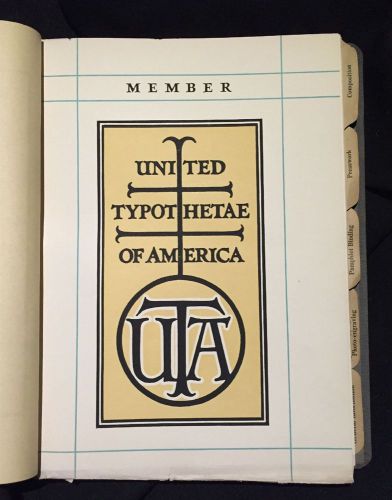 MEMBER
UNITED
TYPOTHETAE
OF AMERICA
UTA
Composition
Presswork
Pamphlet Binding
Photo-engraving